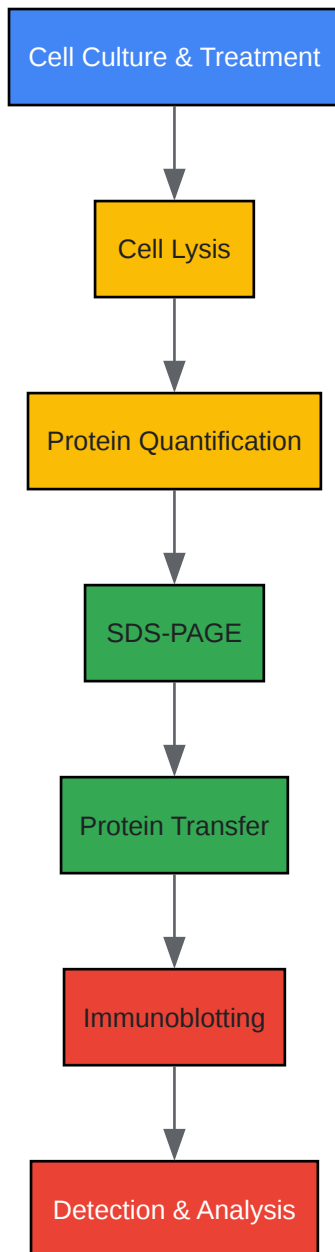 Cell Culture & Treatment
Cell Lysis
Protein Quantification
SDS-PAGE
Protein Transfer
Immunoblotting
Detection & Analysis